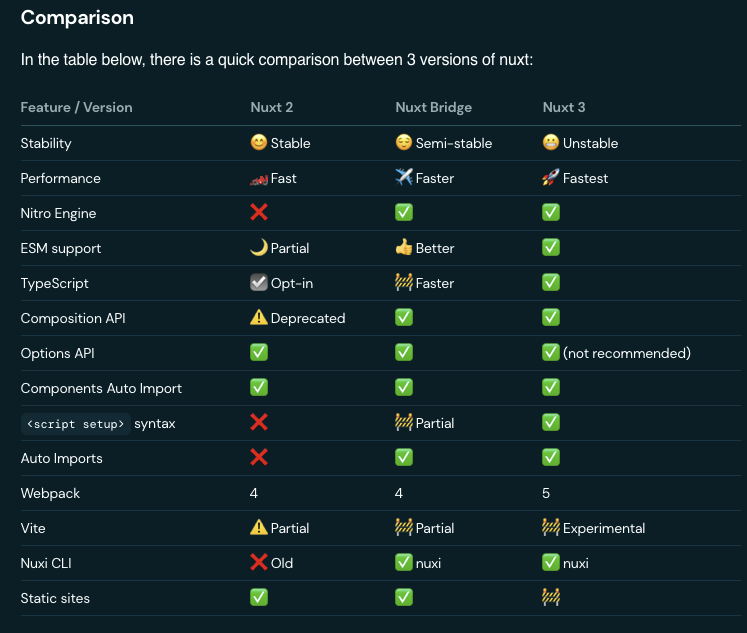 Comparison
In the table below, there is a quick comparison between 3 versions of nuxt:
Feature / Version Nuxt 2 Nuxt Bridge Nuxt 3
Stability 😊 Stable 😌 Semi-stable 😬 Unstable
Performance 🏎 Fast ✈️ Faster 🚀 Fastest
Nitro Engine ❌ ✅ ✅
ESM support 🌙 Partial 👍 Better ✅
TypeScript ☑️ Opt-in 🚧 Faster ✅
Composition API ⚠️ Deprecated ✅ ✅
Options API ✅ ✅ ✅ (not recommended)
Components Auto Import ✅ ✅ ✅
<script setup> syntax ❌ 🚧 Partial ✅
Auto Imports ❌ ✅ ✅
Webpack 4 4 5
Vite ⚠️ Partial 🚧 Partial 🚧 Experimental
Nuxi CLI ❌ Old ✅ nuxi ✅ nuxi
Static sites ✅ ✅ 🚧